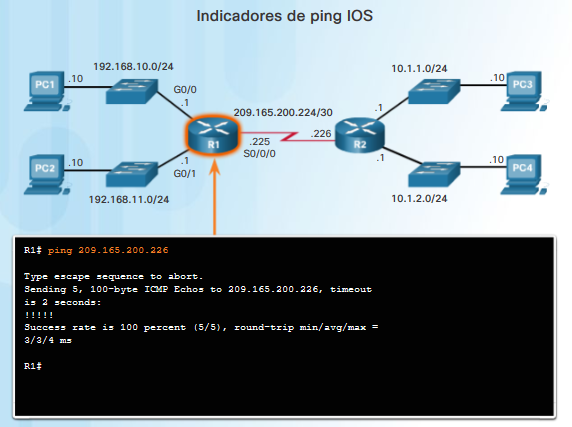 Indicadores de ping IOS
192.168.10.0/24
10.1.1.0/24
PC1
.10
G0/0
.1
.10
PC3
209.165.200.224/30
.1
R1
.225
S0/0/0
.226
R2
PC2
.10
.1
G0/1
.1
.10
PC4
192.168.11.0/24
10.1.2.0/24
R1# ping 209.165.200.226
Type escape sequence to abort.
Sending 5, 100-byte ICMP Echos to 209.165.200.226, timeout
is 2 seconds:
!!!!!
Success rate is 100 percent (5/5), round-trip min/avg/max =
3/3/4 ms
R1#